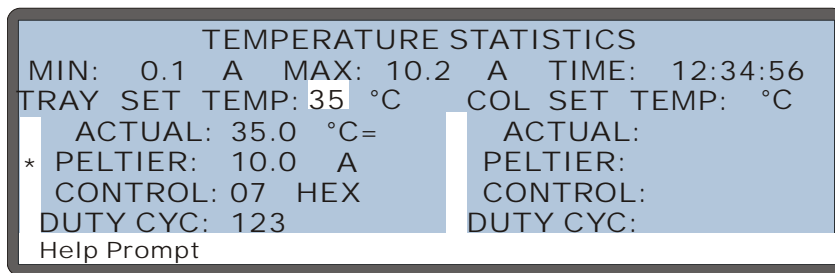 TEMPERATURE STATISTICS
MIN: 0.1 A MAX: 10.2 A TIME: 12:34:56
TRAY SET TEMP: 35 °C COL SET TEMP: °C
ACTUAL: 35.0 °C= ACTUAL:
* PELTIER: 10.0 A PELTIER:
CONTROL: 07 HEX CONTROL:
DUTY CYC: 123 DUTY CYC:
Help Prompt